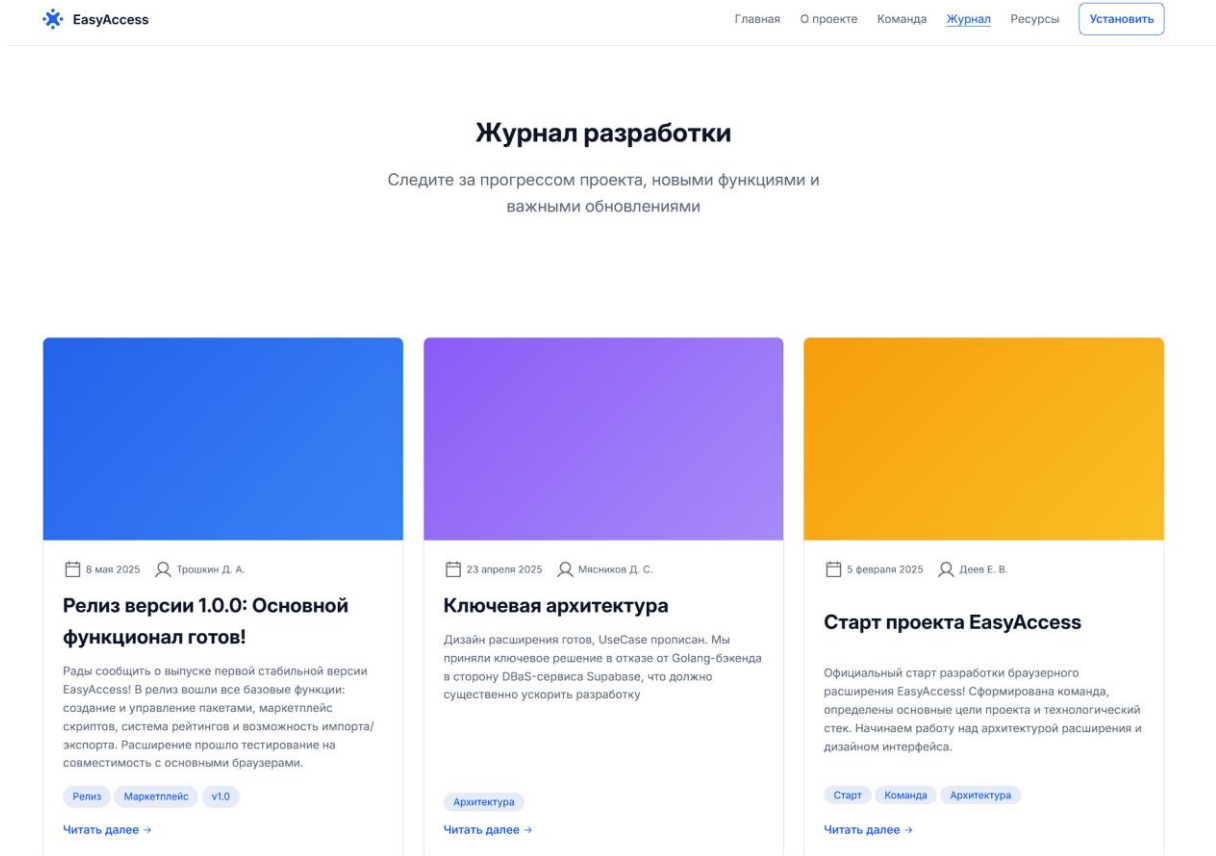 EasyAccess
Главная О проекте Команда Журнал Ресурсы Установить
Журнал разработки
Следите за прогрессом проекта, новыми функциями и
важными обновлениями
8 мая 2025 Трошкин Д. А.
Релиз версии 1.0.0: Основной
функционал готов!
Рады сообщить о выпуске первой стабильной версии
EasyAccess! В релиз вошли все базовые функции:
создание и управление пакетами, маркетплейс
скриптов, система рейтингов и возможность импорта/
экспорта. Расширение прошло тестирование на
совместимость с основными браузерами.
Релиз Маркетплейс v1.0
Читать далее →
23 апреля 2025 Мясников Д. С.
Ключевая архитектура
Дизайн расширения готов, UseCase прописан. Мы
приняли ключевое решение в отказе от Golang-бэкенда
в сторону DBaS-сервиса Supabase, что должно
существенно ускорить разработку
Архитектура
Читать далее →
5 февраля 2025 Деев Е. В.
Старт проекта EasyAccess
Официальный старт разработки браузерного
расширения EasyAccess! Сформирована команда,
определены основные цели проекта и технологический
стек. Начинаем работу над архитектурой расширения и
дизайном интерфейса.
Старт Команда Архитектура
Читать далее →